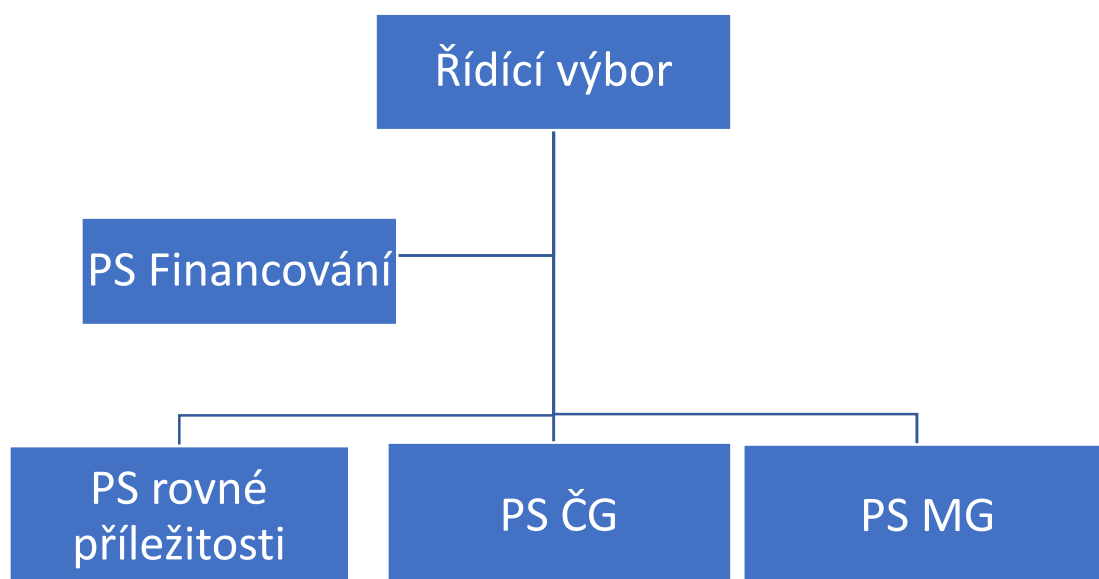 Řídící výbor
PS Financování
PS rovné
příležitosti
PS ČG
PS MG